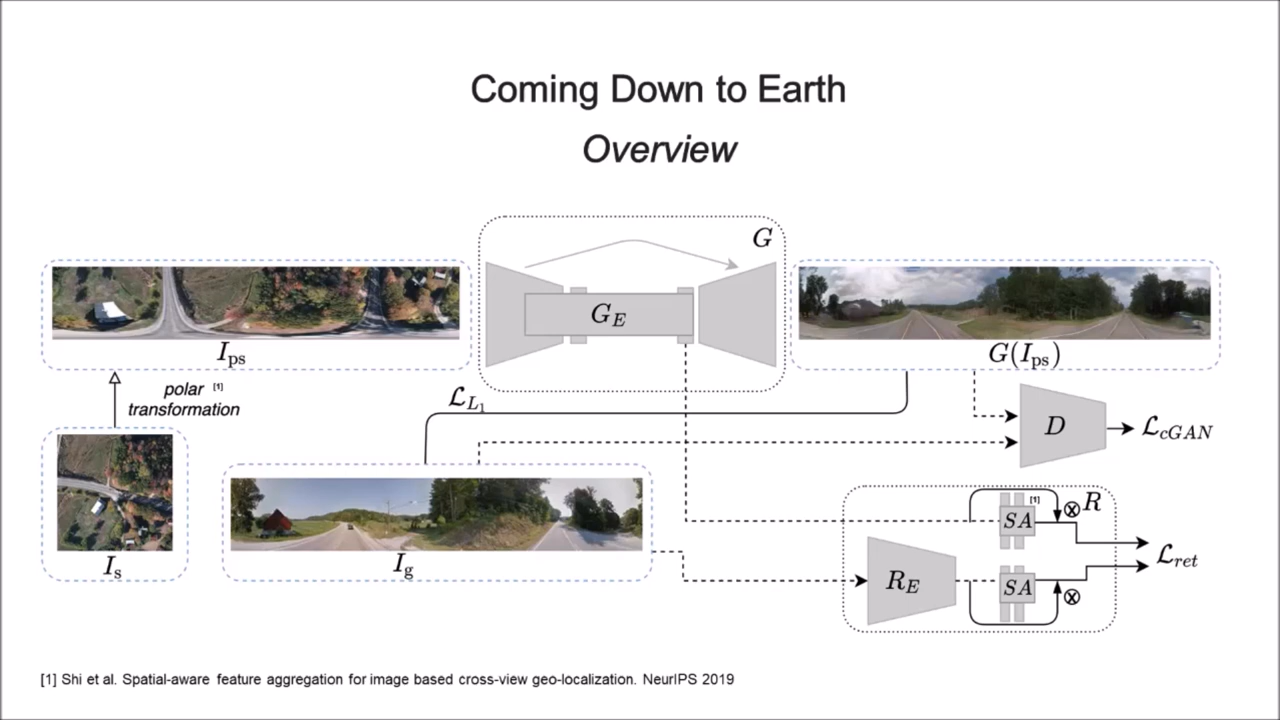 Coming Down to Earth
Overview
G
G_E
I_ps
G(I_ps)
polar [1]
transformation
L_L1
D
L_cGAN
I_s
I_g
[1]
SA
R
R_E
SA
L_ret
[1] Shi et al. Spatial-aware feature aggregation for image based cross-view geo-localization. NeurIPS 2019